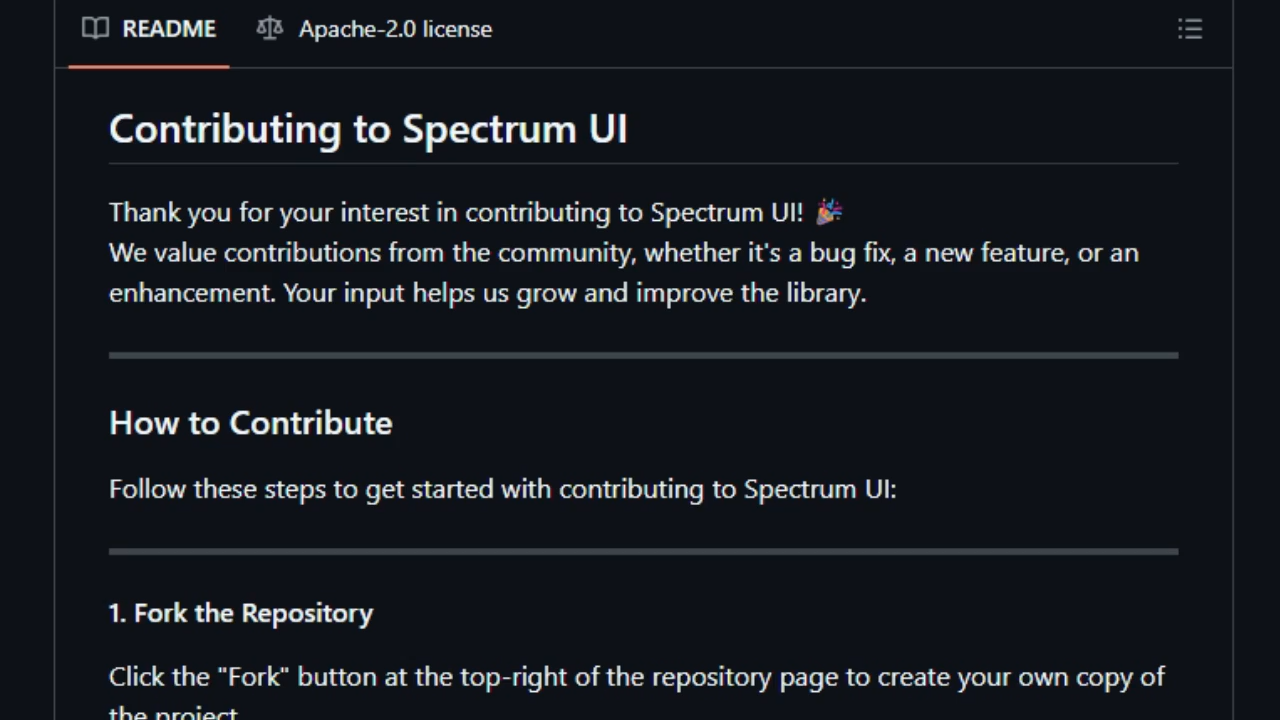 README
Apache-2.0 license
Contributing to Spectrum UI
Thank you for your interest in contributing to Spectrum UI! 🎉
We value contributions from the community, whether it's a bug fix, a new feature, or an
enhancement. Your input helps us grow and improve the library.
How to Contribute
Follow these steps to get started with contributing to Spectrum UI:
1. Fork the Repository
Click the "Fork" button at the top-right of the repository page to create your own copy of
the project.